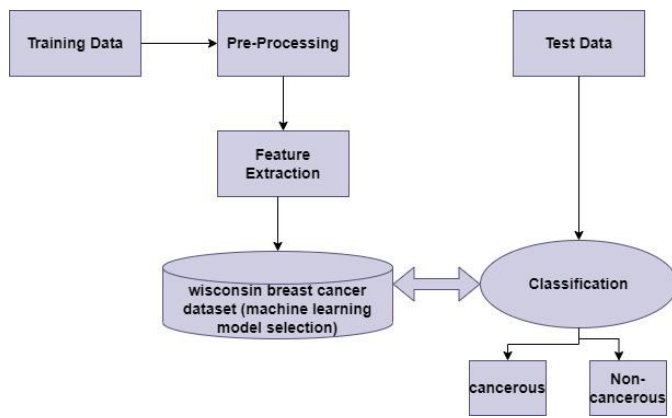 Training Data
Pre-Processing
Test Data
Feature
Extraction
wisconsin breast cancer
dataset (machine learning
model selection)
Classification
cancerous
Non-
cancerous